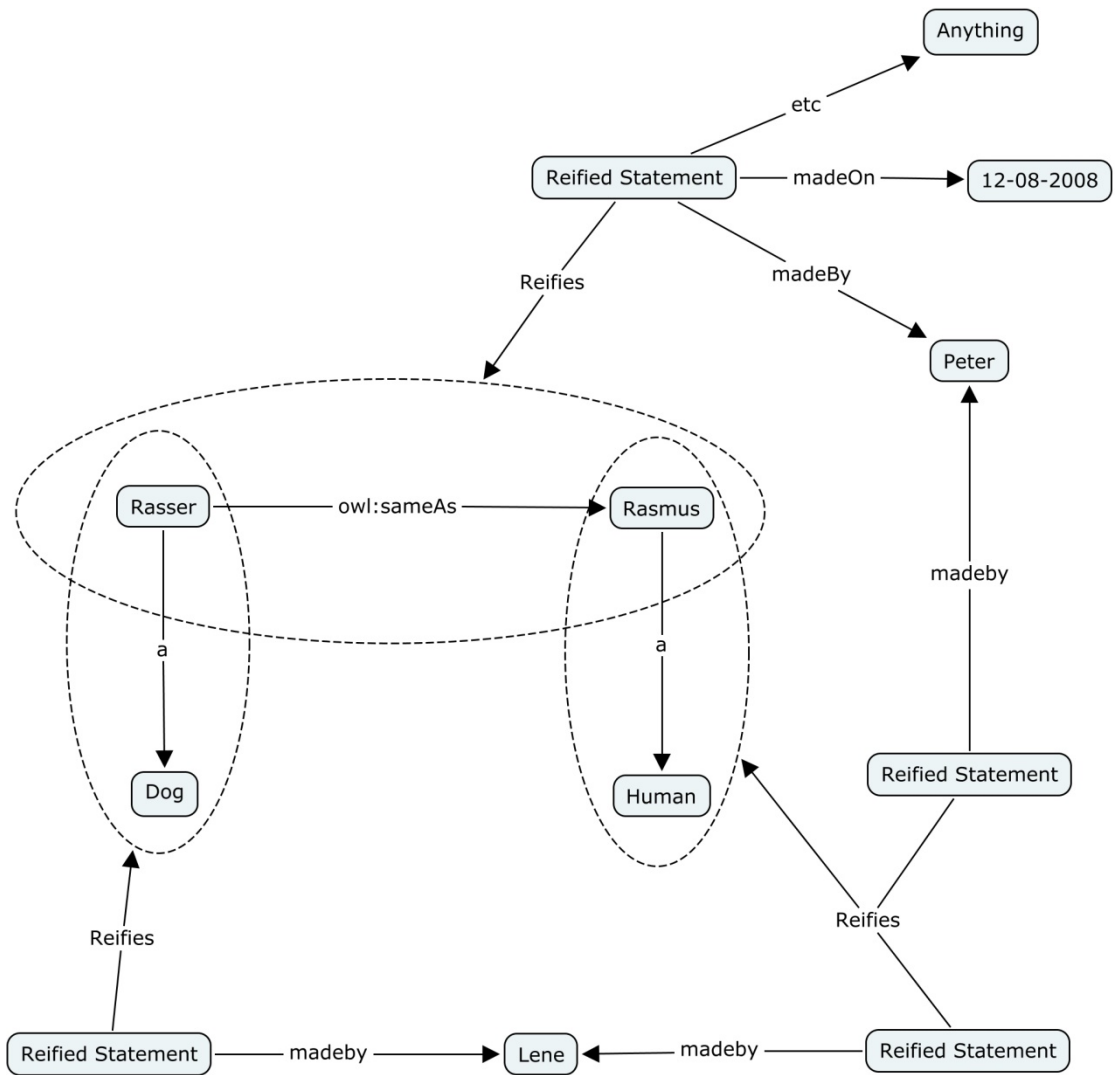 Anything
etc
Reified Statement
madeOn
12-08-2008
Reifies
madeBy
Peter
Rasser
owl:sameAs
Rasmus
madeby
a
a
Reified Statement
Dog
Human
Reifies
Reifies
Reified Statement
madeby
Lene
madeby
Reified Statement